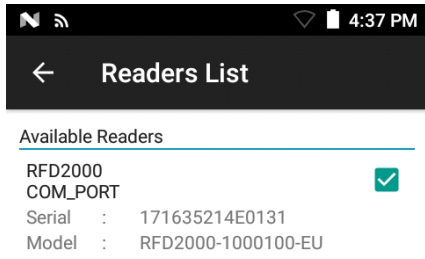 4:37 PM
Readers List
Available Readers
RFD2000
COM_PORT
Serial : 171635214E0131
Model : RFD2000-1000100-EU